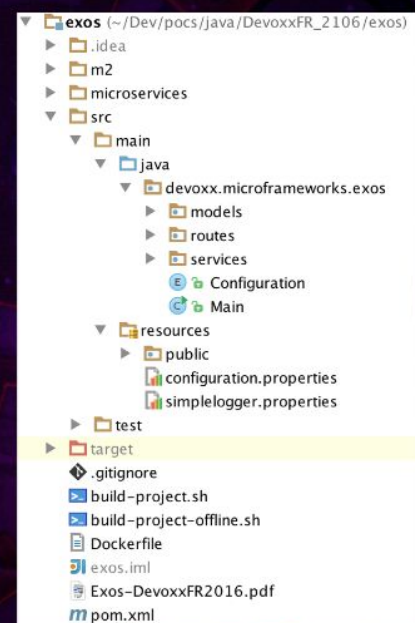 exos (~/Dev/pocs/java/DevoxxFR_2106/exos)
.idea
m2
microservices
src
main
java
devoxx.microframeworks.exos
models
routes
services
E Configuration
C Main
resources
public
configuration.properties
simplelogger.properties
test
target
.gitignore
build-project.sh
build-project-offline.sh
Dockerfile
exos.iml
Exos-DevoxxFR2016.pdf
m pom.xml